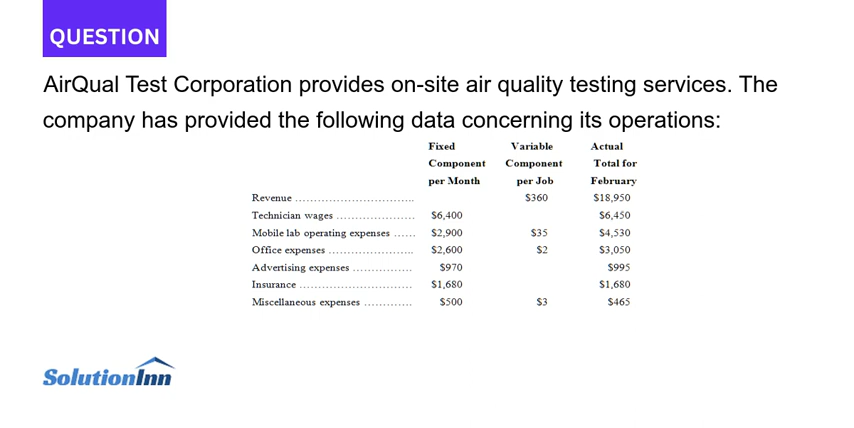 QUESTION
AirQual Test Corporation provides on-site air quality testing services. The
company has provided the following data concerning its operations:
Fixed Variable Actual
Component Component Total for
per Month per Job February
Revenue ................................ $360 $18,950
Technician wages ..................... $6,400 $6,450
Mobile lab operating expenses ...... $2,900 $35 $4,530
Office expenses ....................... $2,600 $2 $3,050
Advertising expenses ................ $970 $995
Insurance .............................. $1,680 $1,680
Miscellaneous expenses ............. $500 $3 $465
SolutionInn